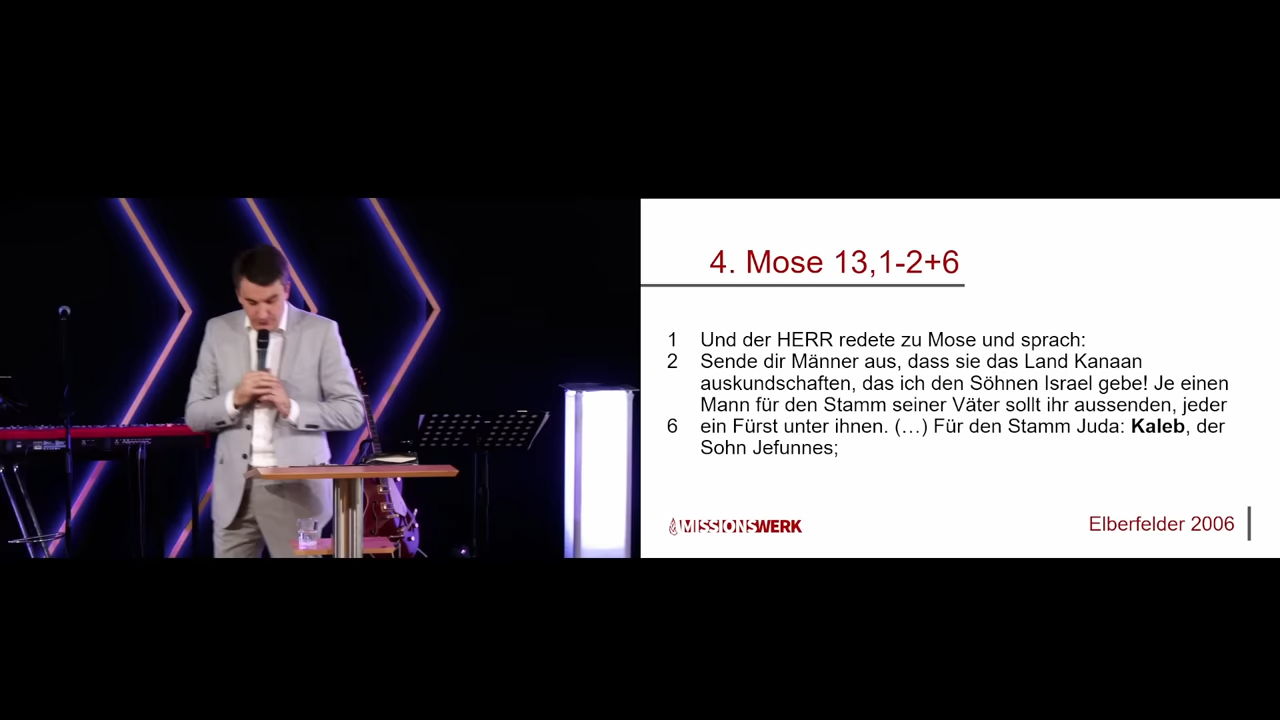 4. Mose 13,1-2+6
1 Und der HERR redete zu Mose und sprach:
2 Sende dir Männer aus, dass sie das Land Kanaan
auskundschaften, das ich den Söhnen Israel gebe! Je einen
Mann für den Stamm seiner Väter sollt ihr aussenden, jeder
6 ein Fürst unter ihnen. (…) Für den Stamm Juda: Kaleb, der
Sohn Jefunnes;
MISSIONSWERK
Elberfelder 2006